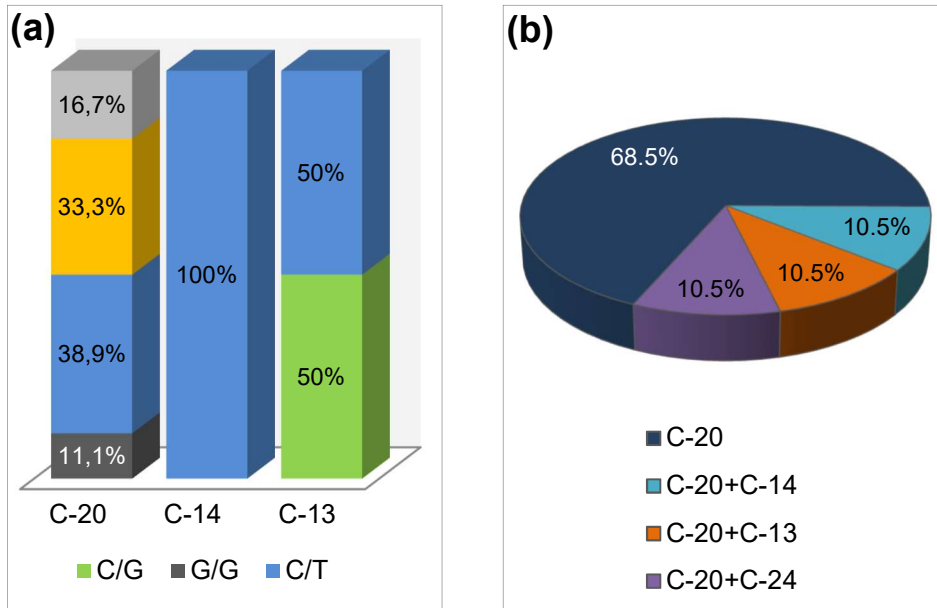 (a)
16,7%
33,3%
38,9%
11,1%
100%
50%
50%
C-20 C-14 C-13
C/G G/G C/T
(b)
68.5%
10.5%
10.5%
10.5%
C-20
C-20+C-14
C-20+C-13
C-20+C-24